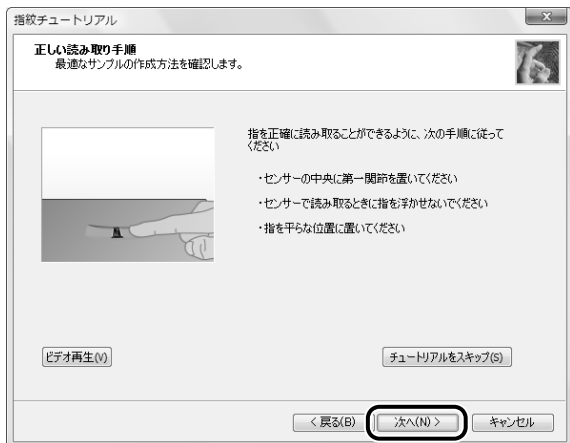 指紋チュートリアル
正しい読み取り手順
最適なサンプルの作成方法を確認します。
指を正確に読み取ることができるように、次の手順に従って
ください
・センサーの中央に第一関節を置いてください
・センサーで読み取るときに指を浮かせないでください
・指を平らな位置に置いてください
ビデオ再生(V)
チュートリアルをスキップ(S)
< 戻る(B)
次へ(N) >
キャンセル